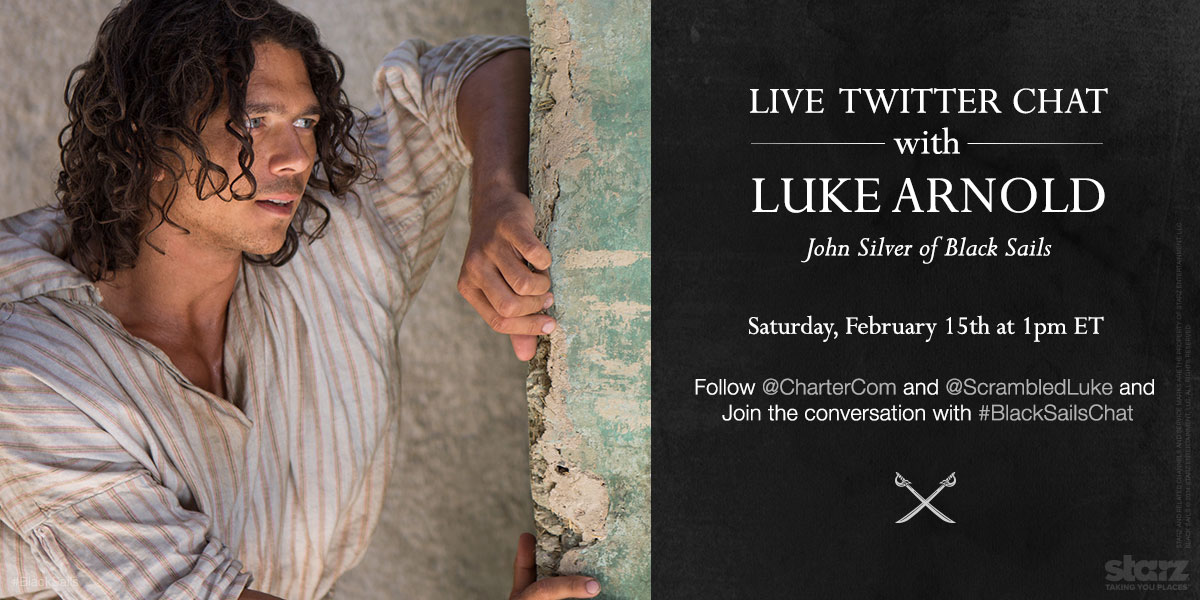 LIVE TWITTER CHAT
with
LUKE ARNOLD
John Silver of Black Sails
Saturday, February 15th at 1pm ET
Follow @CharterCom and @ScrambledLuke and
Join the conversation with #BlackSailsChat
#BlackSails
starz
TAKING YOU PLACES